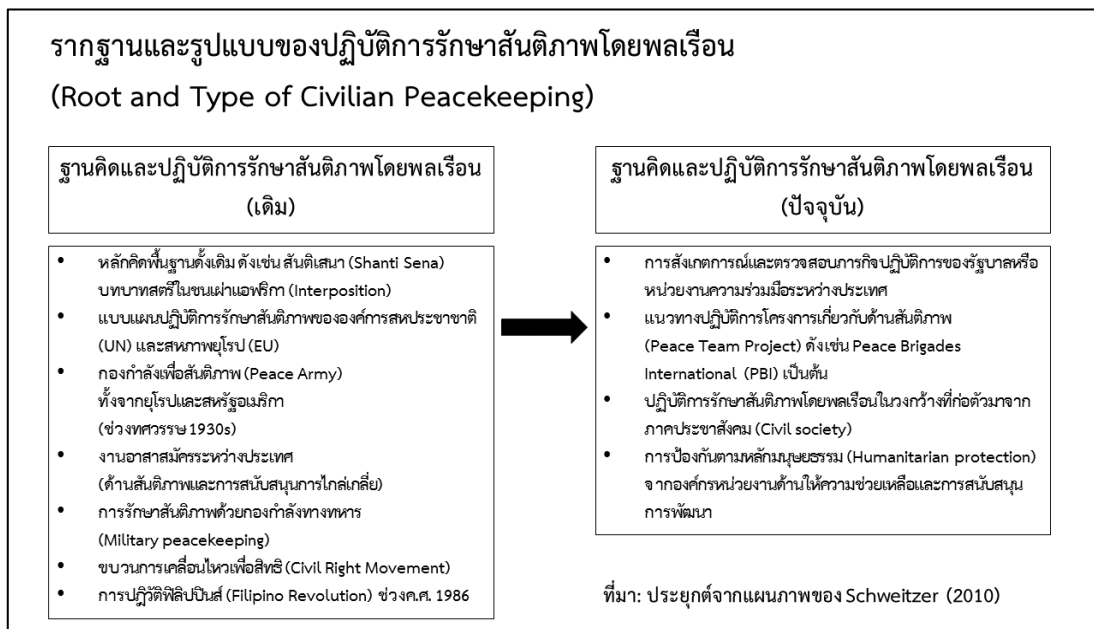 รากฐานและรูปแบบของปฏิบัติการรักษาสันติภาพโดยพลเรือน
(Root and Type of Civilian Peacekeeping)
ฐานคิดและปฏิบัติการรักษาสันติภาพโดยพลเรือน
(เดิม)
• หลักคิดพื้นฐานดั้งเดิม ดังเช่น สันติเสนา (Shanti Sena)
บทบาทสตรีในชนเผ่าแอฟริกา (Interposition)
• แบบแผนปฏิบัติการรักษาสันติภาพขององค์การสหประชาชาติ
(UN) และสหภาพยุโรป (EU)
• กองกำลังเพื่อสันติภาพ (Peace Army)
ทั้งจากยุโรปและสหรัฐอเมริกา
(ช่วงทศวรรษ 1930s)
• งานอาสาสมัครระหว่างประเทศ
(ด้านสันติภาพและการสนับสนุนการไกล่เกลี่ย)
• การรักษาสันติภาพด้วยกองกำลังทางทหาร
(Military peacekeeping)
• ขบวนการเคลื่อนไหวเพื่อสิทธิ (Civil Right Movement)
• การปฏิวัติฟิลิปปินส์ (Filipino Revolution) ช่วงค.ศ. 1986
ฐานคิดและปฏิบัติการรักษาสันติภาพโดยพลเรือน
(ปัจจุบัน)
• การสังเกตการณ์และตรวจสอบภารกิจปฏิบัติการของรัฐบาลหรือ
หน่วยงานความร่วมมือระหว่างประเทศ
• แนวทางปฏิบัติการโครงการเกี่ยวกับด้านสันติภาพ
(Peace Team Project) ดังเช่น Peace Brigades
International (PBI) เป็นต้น
• ปฏิบัติการรักษาสันติภาพโดยพลเรือนในวงกว้างที่ก่อตัวมาจาก
ภาคประชาสังคม (Civil society)
• การป้องกันตามหลักมนุษยธรรม (Humanitarian protection)
จากองค์กรหน่วยงานด้านให้ความช่วยเหลือและการสนับสนุน
การพัฒนา
ที่มา: ประยุกต์จากแผนภาพของ Schweitzer (2010)